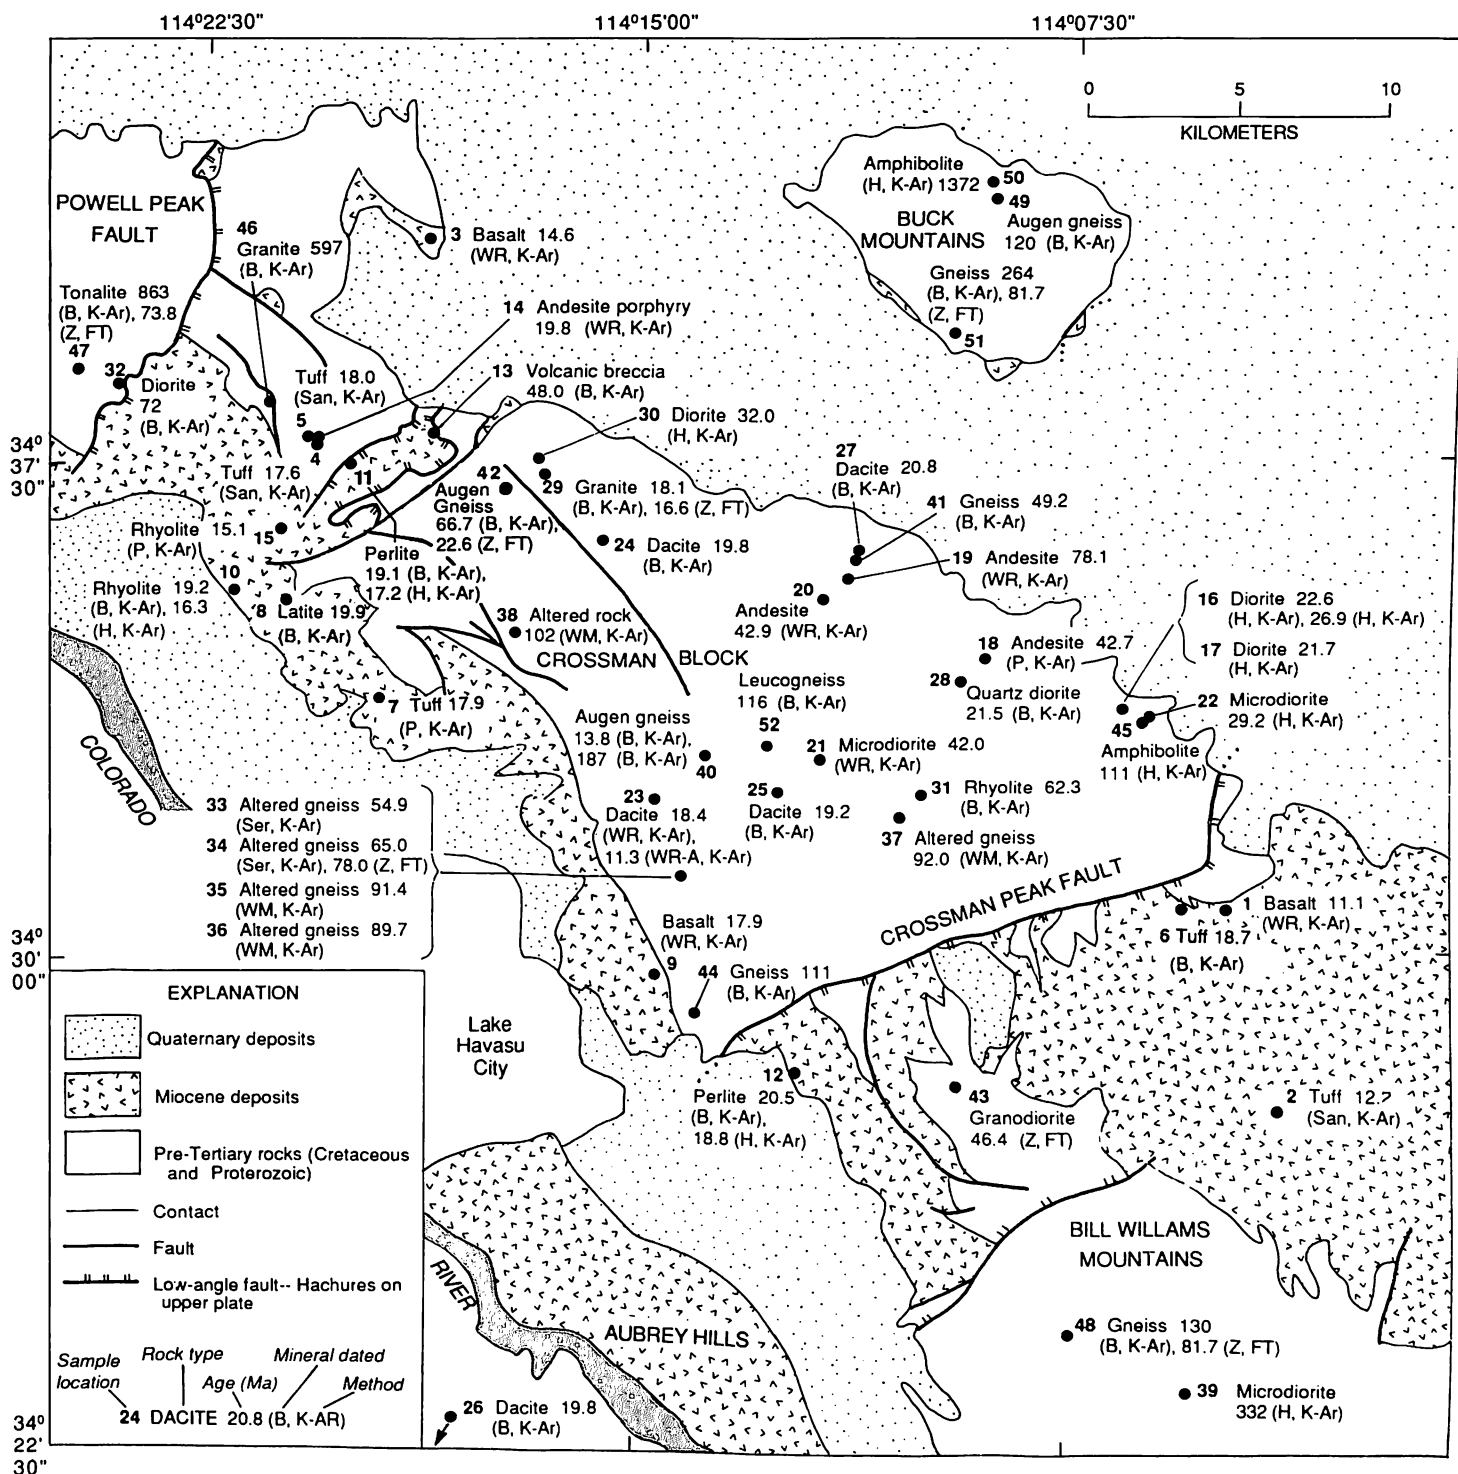 114º22'30"
114º15'00"
114º07'30"
0 5 10
KILOMETERS
POWELL PEAK
FAULT
46
Granite 597
(B, K-Ar)
3 Basalt 14.6
(WR, K-Ar)
Amphibolite
(H, K-Ar) 1372
50
49
BUCK
MOUNTAINS
Augen gneiss
120 (B, K-Ar)
Gneiss 264
(B, K-Ar), 81.7
(Z, FT)
51
Tonalite 863
(B, K-Ar), 73.8
(Z, FT)
47
32
Diorite
72
(B, K-Ar)
14 Andesite porphyry
19.8 (WR, K-Ar)
Tuff 18.0
(San, K-Ar)
13 Volcanic breccia
48.0 (B, K-Ar)
5
4
30 Diorite 32.0
(H, K-Ar)
34º
37'
30"
Tuff 17.6
(San, K-Ar)
11
42
Augen
Gneiss
66.7 (B, K-Ar),
22.6 (Z, FT)
29 Granite 18.1
(B, K-Ar), 16.6 (Z, FT)
27
Dacite 20.8
(B, K-Ar)
41 Gneiss 49.2
(B, K-Ar)
Rhyolite 15.1
(P, K-Ar)
15
Perlite
19.1 (B, K-Ar),
17.2 (H, K-Ar)
24 Dacite 19.8
(B, K-Ar)
19 Andesite 78.1
(WR, K-Ar)
10
Rhyolite 19.2
(B, K-Ar), 16.3
(H, K-Ar)
8 Latite 19.9
(B, K-Ar)
20
Andesite
42.9 (WR, K-Ar)
16 Diorite 22.6
(H, K-Ar), 26.9 (H, K-Ar)
17 Diorite 21.7
(H, K-Ar)
38 Altered rock
102 (WM, K-Ar)
CROSSMAN BLOCK
18 Andesite 42.7
(P, K-Ar)
28
Quartz diorite
21.5 (B, K-Ar)
22 Microdiorite
29.2 (H, K-Ar)
45
Amphibolite
111 (H, K-Ar)
7 Tuff 17.9
(P, K-Ar)
Leucogneiss
116 (B, K-Ar)
52
Augen gneiss
13.8 (B, K-Ar),
187 (B, K-Ar)
40
21 Microdiorite 42.0
(WR, K-Ar)
COLORADO
33 Altered gneiss 54.9
(Ser, K-Ar)
34 Altered gneiss 65.0
(Ser, K-Ar), 78.0 (Z, FT)
35 Altered gneiss 91.4
(WM, K-Ar)
36 Altered gneiss 89.7
(WM, K-Ar)
23
Dacite 18.4
(WR, K-Ar),
11.3 (WR-A, K-Ar)
25
Dacite 19.2
(B, K-Ar)
31 Rhyolite 62.3
(B, K-Ar)
37 Altered gneiss
92.0 (WM, K-Ar)
CROSSMAN PEAK FAULT
1 Basalt 11.1
(WR, K-Ar)
6 Tuff 18.7
(B, K-Ar)
Basalt 17.9
(WR, K-Ar)
9
44 Gneiss 111
(B, K-Ar)
34º
30'
00"
Lake
Havasu
City
12
Perlite 20.5
(B, K-Ar),
18.8 (H, K-Ar)
43
Granodiorite
46.4 (Z, FT)
2 Tuff 12.7
(San, K-Ar)
BILL WILLAMS
MOUNTAINS
RIVER
AUBREY HILLS
48 Gneiss 130
(B, K-Ar), 81.7 (Z, FT)
39 Microdiorite
332 (H, K-Ar)
26 Dacite 19.8
(B, K-Ar)
EXPLANATION
Quaternary deposits
Miocene deposits
Pre-Tertiary rocks (Cretaceous
and Proterozoic)
Contact
Fault
Low-angle fault-- Hachures on
upper plate
Sample
location
Rock type
Age (Ma)
Mineral dated
Method
24 DACITE 20.8 (B, K-AR)
34º
22'
30"